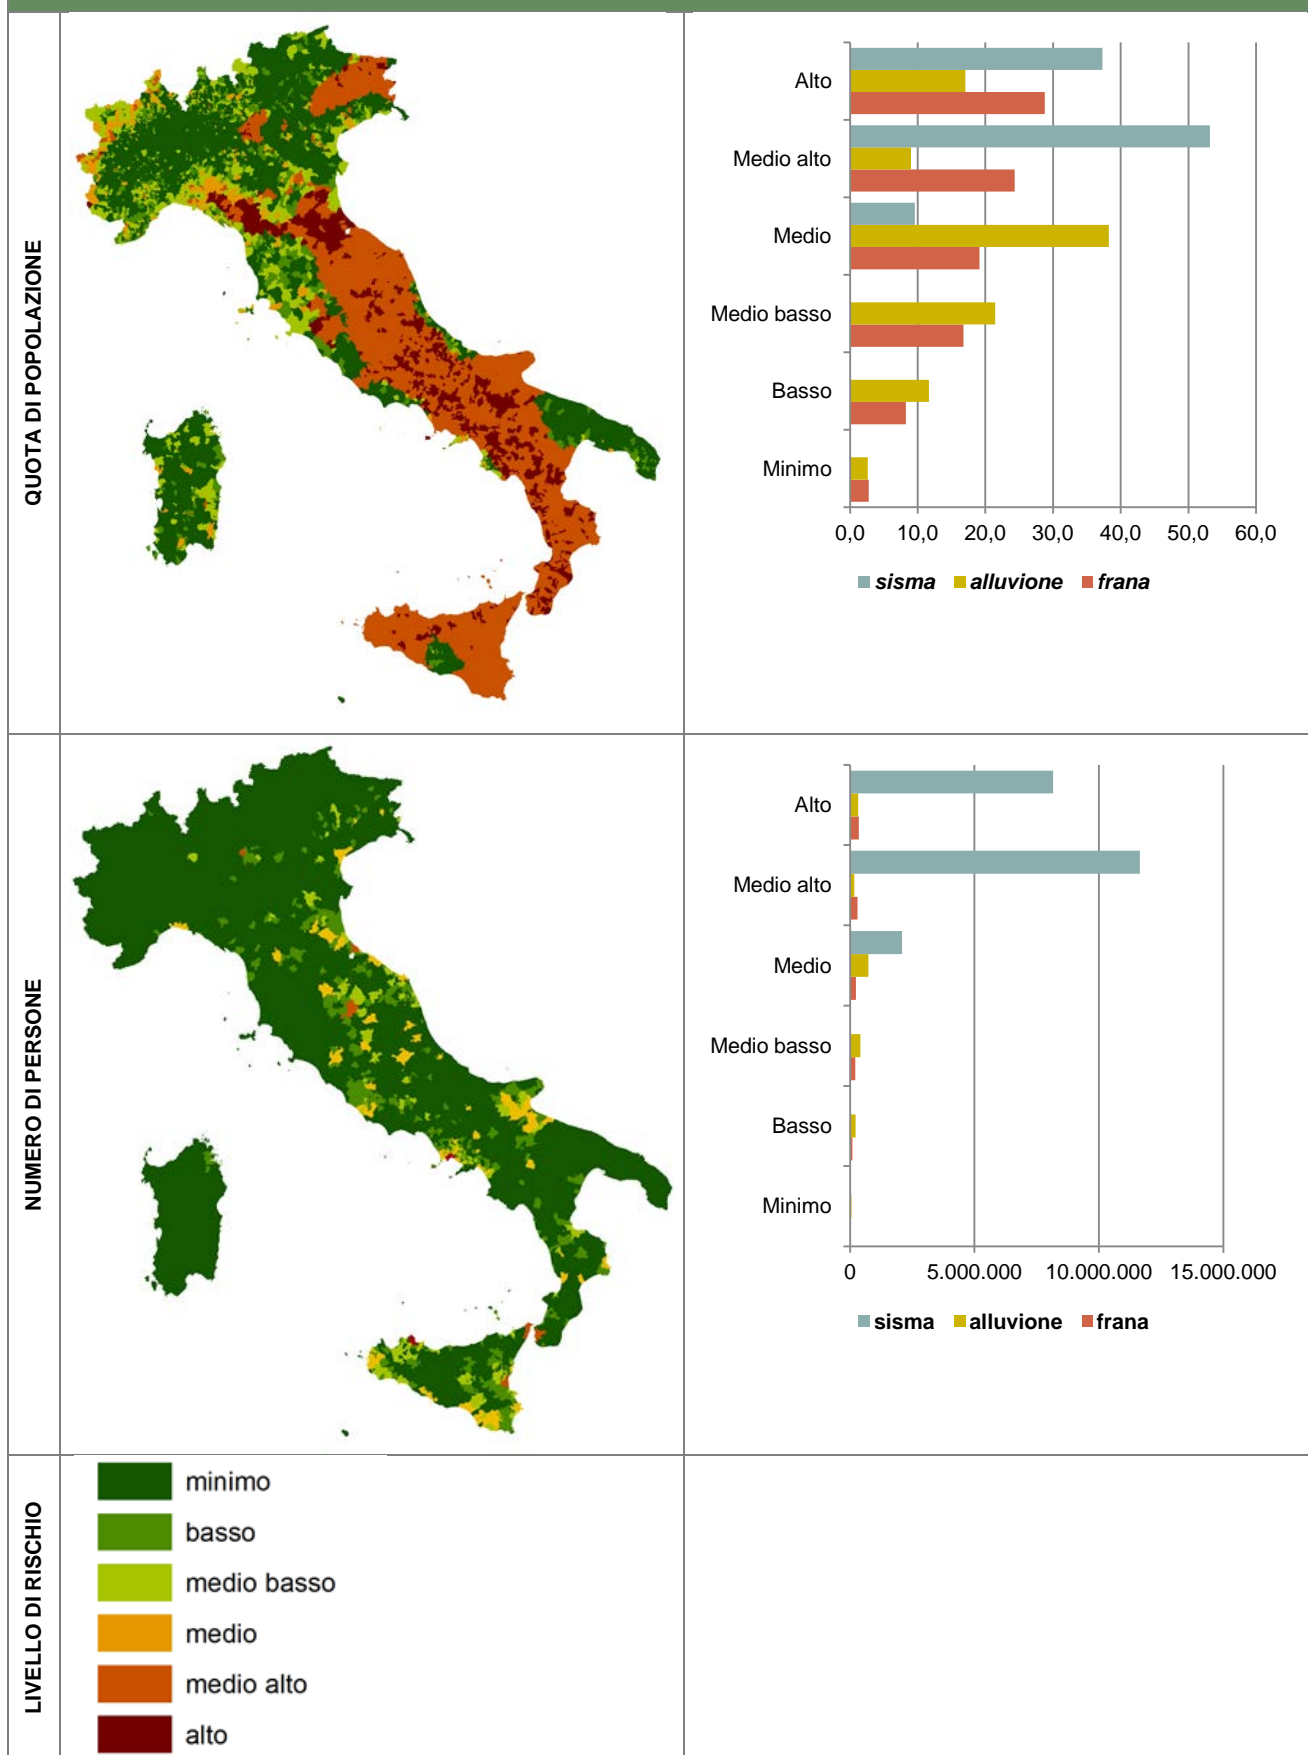 QUOTA DI POPOLAZIONE
Alto
Medio alto
Medio
Medio basso
Basso
Minimo
0,0 10,0 20,0 30,0 40,0 50,0 60,0
sisma alluvione frana
NUMERO DI PERSONE
Alto
Medio alto
Medio
Medio basso
Basso
Minimo
0 5.000.000 10.000.000 15.000.000
sisma alluvione frana
LIVELLO DI RISCHIO
minimo
basso
medio basso
medio
medio alto
alto